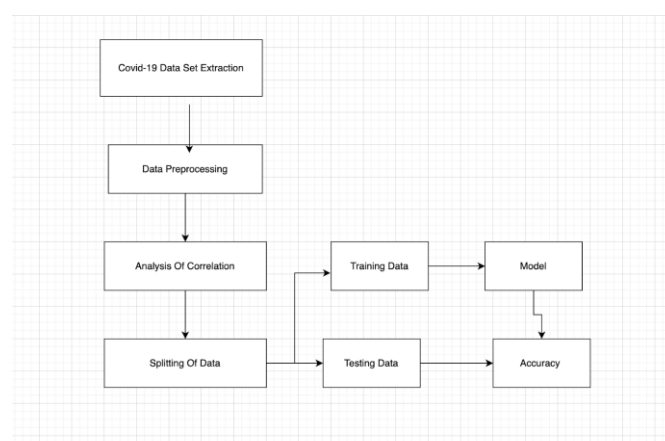 Covid-19 Data Set Extraction
Data Preprocessing
Analysis Of Correlation
Training Data
Model
Splitting Of Data
Testing Data
Accuracy